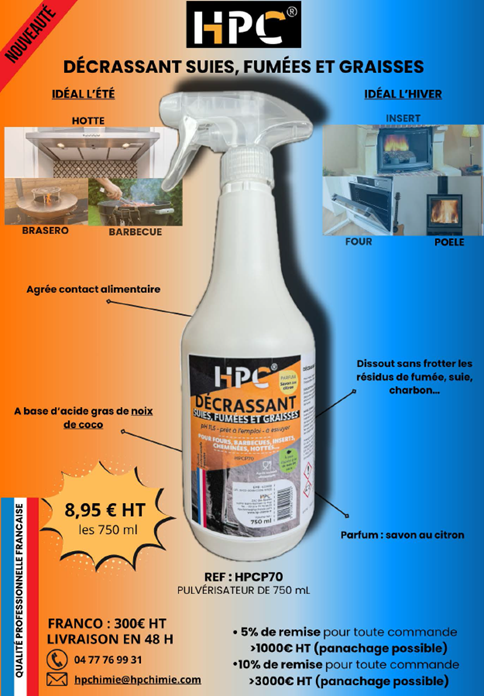 NOUVEAUTÉ
HPC®
DÉCRASSANT SUIES, FUMÉES ET GRAISSES
IDÉAL L'ÉTÉ
HOTTE
BRASERO
BARBECUE
IDÉAL L'HIVER
INSERT
FOUR
POELE
Agrée contact alimentaire
A base d'acide gras de noix
de coco
Dissout sans frotter les
résidus de fumée, suie,
charbon...
Parfum : savon au citron
HPC®
DÉCRASSANT
SUIES, FUMÉES ET GRAISSES
prêt à l'emploi - à essuyer
POUR FOURS, BARBECUES, INSERTS,
CHEMINÉES, HOTTES...
HPC
750 ml
8,95 € HT
les 750 ml
QUALITÉ PROFESSIONNELLE FRANCAISE
REF : HPCP70
PULVÉRISATEUR DE 750 mL
FRANCO : 300€ HT
LIVRAISON EN 48 H
04 77 76 99 31
hpchimie@hpchimie.com
• 5% de remise pour toute commande
>1000€ HT (panachage possible)
•10% de remise pour toute commande
>3000€ HT (panachage possible)